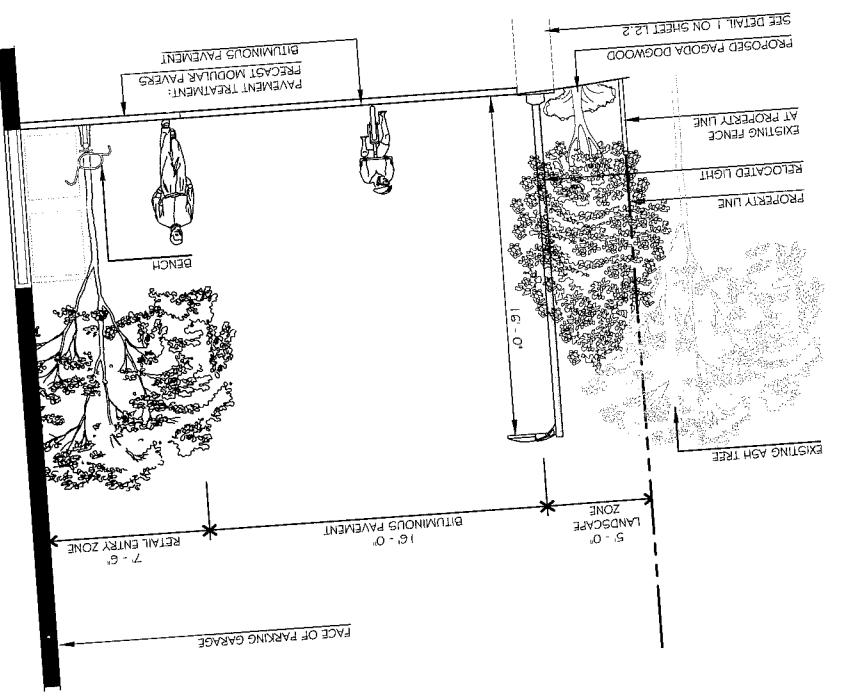 FACE OF PARKING GARAGE
5' - 0"
LANDSCAPE
ZONE
16' - 0"
BITUMINOUS PAVEMENT
7' - 6"
RETAIL ENTRY ZONE
EXISTING ASH TREE
16' - 0"
BENCH
PROPERTY LINE
RELOCATED LIGHT
EXISTING FENCE
AT PROPERTY LINE
PROPOSED PAGODA DOGWOOD
SEE DETAIL 1 ON SHEET L2.2
PAVEMENT TREATMENT:
PRECAST MODULAR PAVERS
BITUMINOUS PAVEMENT